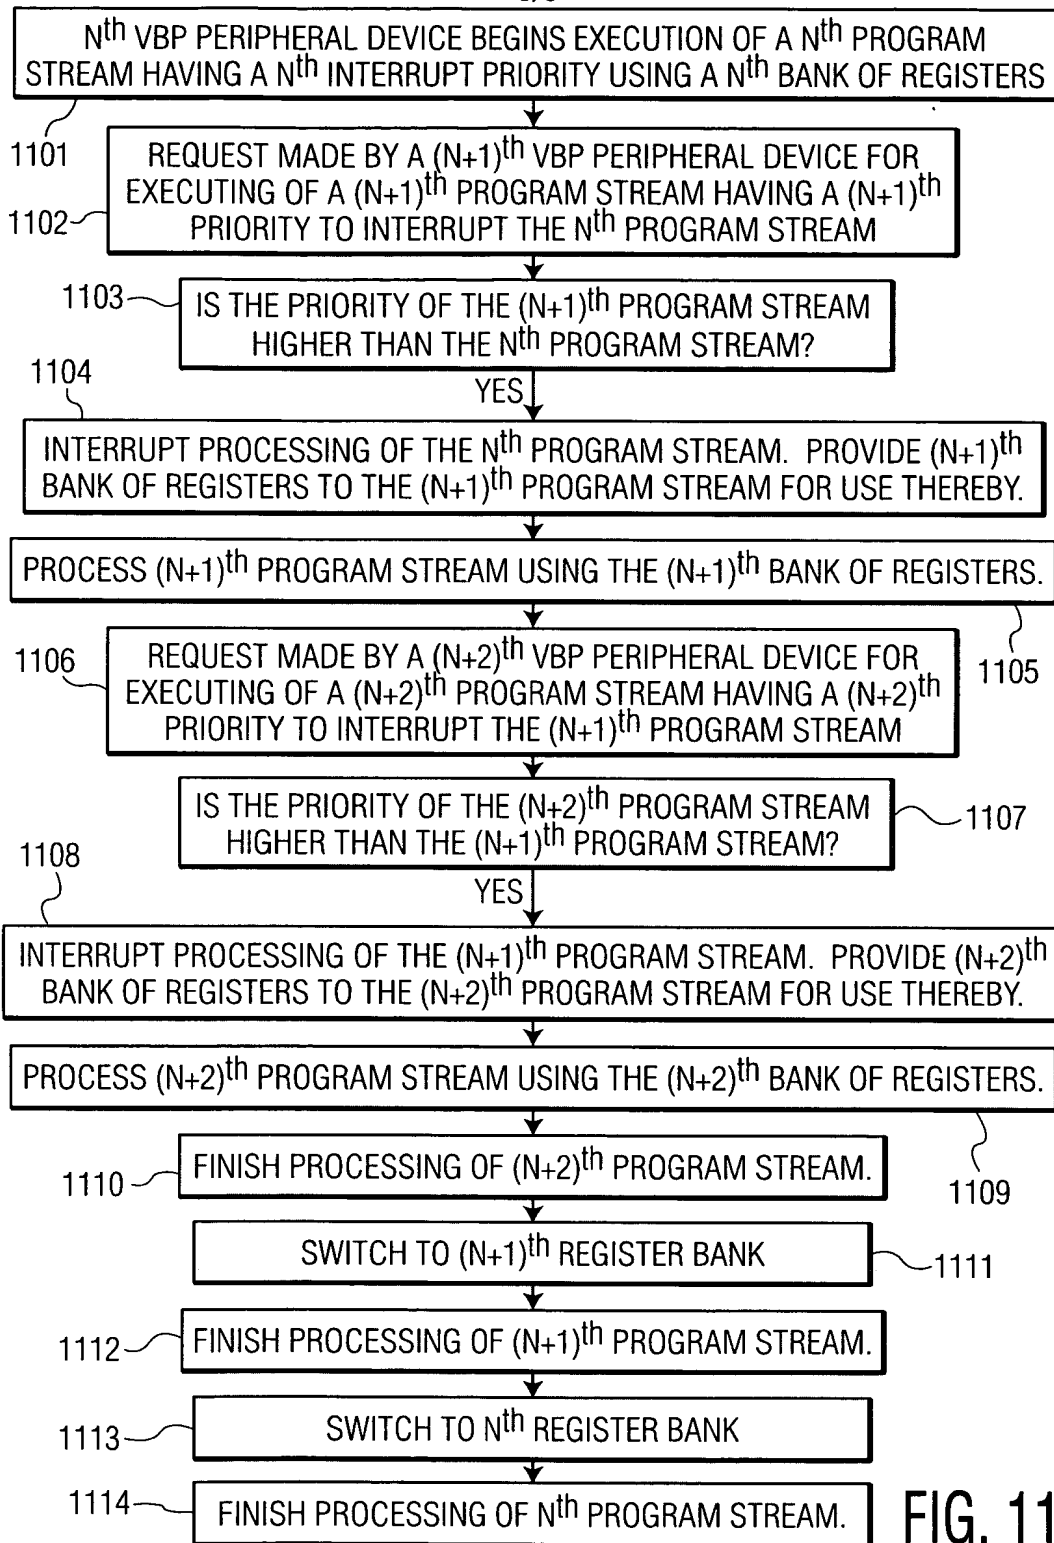 Nth VBP PERIPHERAL DEVICE BEGINS EXECUTION OF A Nth PROGRAM
STREAM HAVING A Nth INTERRUPT PRIORITY USING A Nth BANK OF REGISTERS
1101
REQUEST MADE BY A (N+1)th VBP PERIPHERAL DEVICE FOR
EXECUTING OF A (N+1)th PROGRAM STREAM HAVING A (N+1)th
PRIORITY TO INTERRUPT THE Nth PROGRAM STREAM
1102
1103
IS THE PRIORITY OF THE (N+1)th PROGRAM STREAM
HIGHER THAN THE Nth PROGRAM STREAM?
1104
YES
INTERRUPT PROCESSING OF THE Nth PROGRAM STREAM. PROVIDE (N+1)th
BANK OF REGISTERS TO THE (N+1)th PROGRAM STREAM FOR USE THEREBY.
PROCESS (N+1)th PROGRAM STREAM USING THE (N+1)th BANK OF REGISTERS.
1105
1106
REQUEST MADE BY A (N+2)th VBP PERIPHERAL DEVICE FOR
EXECUTING OF A (N+2)th PROGRAM STREAM HAVING A (N+2)th
PRIORITY TO INTERRUPT THE (N+1)th PROGRAM STREAM
IS THE PRIORITY OF THE (N+2)th PROGRAM STREAM
HIGHER THAN THE (N+1)th PROGRAM STREAM?
1107
1108
YES
INTERRUPT PROCESSING OF THE (N+1)th PROGRAM STREAM. PROVIDE (N+2)th
BANK OF REGISTERS TO THE (N+2)th PROGRAM STREAM FOR USE THEREBY.
PROCESS (N+2)th PROGRAM STREAM USING THE (N+2)th BANK OF REGISTERS.
1109
1110
FINISH PROCESSING OF (N+2)th PROGRAM STREAM.
SWITCH TO (N+1)th REGISTER BANK
1111
1112
FINISH PROCESSING OF (N+1)th PROGRAM STREAM.
1113
SWITCH TO Nth REGISTER BANK
1114
FINISH PROCESSING OF Nth PROGRAM STREAM.
FIG. 11